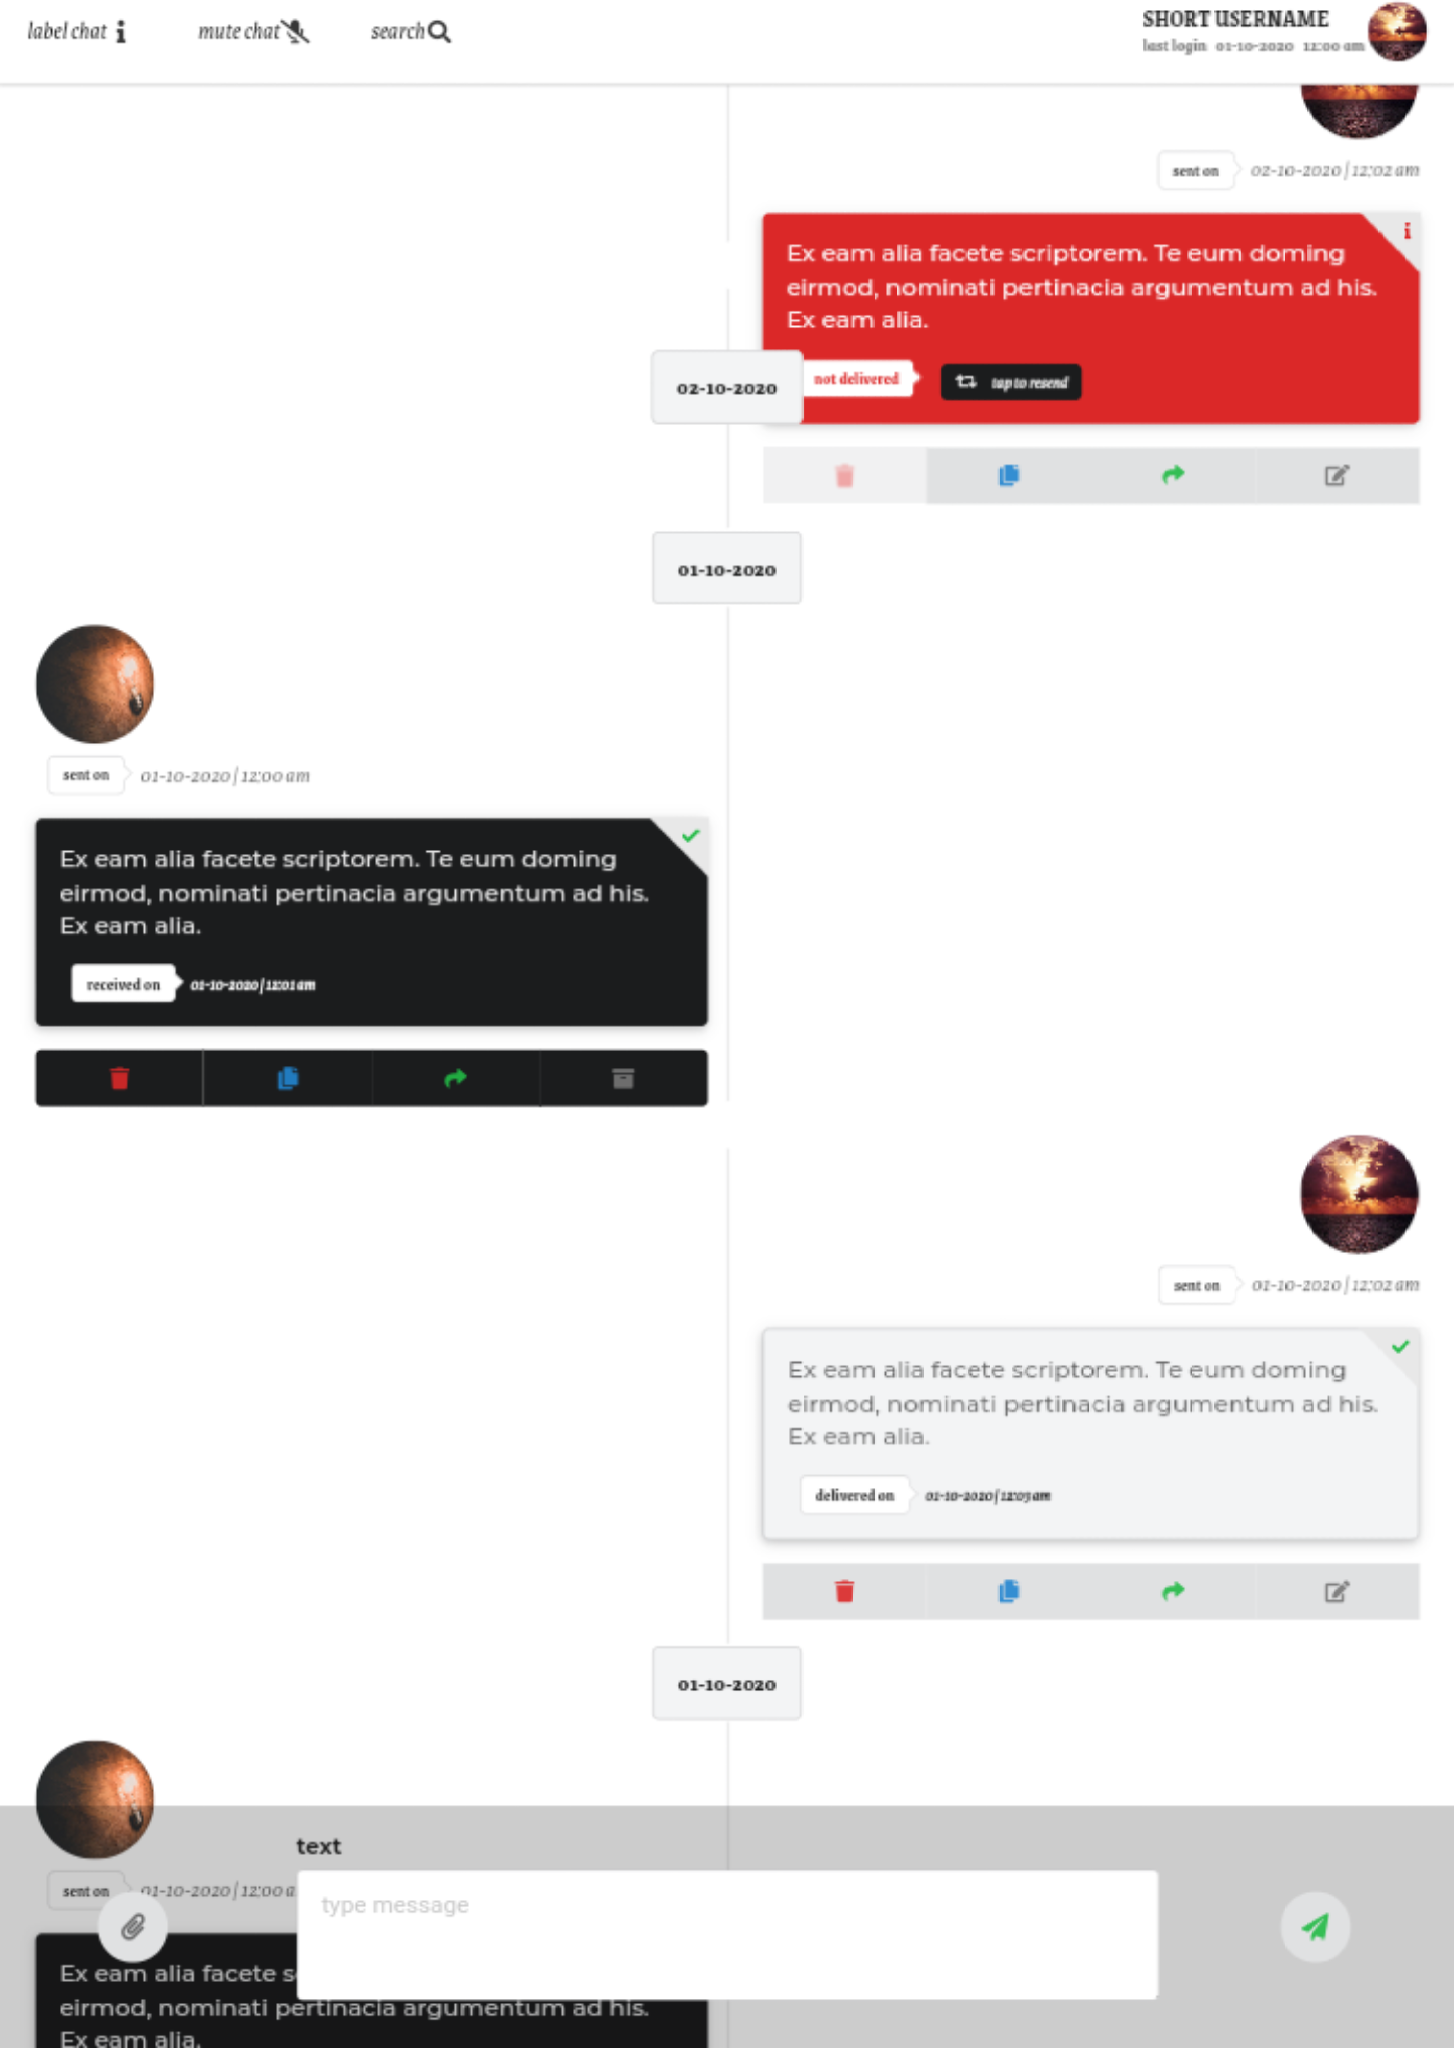 label chat
mute chat
search
SHORT USERNAME
last login 01-10-2020 12:00 am
sent on 02-10-2020 | 12:02 am
Ex eam alia facete scriptorem. Te eum doming
eirmod, nominati pertinacia argumentum ad his.
Ex eam alia.
02-10-2020
not delivered
tap to resend
01-10-2020
sent on 01-10-2020 | 12:00 am
Ex eam alia facete scriptorem. Te eum doming
eirmod, nominati pertinacia argumentum ad his.
Ex eam alia.
received on 01-10-2020 | 12:01 am
sent on 01-10-2020 | 12:02 am
Ex eam alia facete scriptorem. Te eum doming
eirmod, nominati pertinacia argumentum ad his.
Ex eam alia.
delivered on 01-10-2020 | 12:03 am
01-10-2020
text
sent on 01-10-2020 | 12:00 a
type message
Ex eam alia facete s
eirmod, nominati pertinacia argumentum ad his.
Ex eam alia.